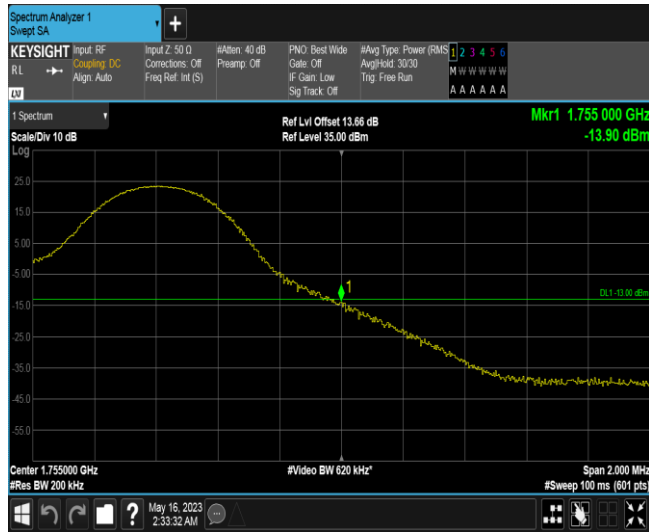 Spectrum Analyzer 1
Swept SA
+
KEYSIGHT
RL
LXI
Input: RF
Coupling: DC
Align: Auto
Input Z: 50 Ω
Corrections: Off
Freq Ref: Int (S)
#Atten: 40 dB
Preamp: Off
PNO: Best Wide
Gate: Off
IF Gain: Low
Sig Track: Off
#Avg Type: Power (RMS
Avg|Hold: 30/30
Trig: Free Run
1 2 3 4 5 6
M W W W W W
A A A A A A
1 Spectrum
Scale/Div 10 dB
Log
Ref Lvl Offset 13.66 dB
Ref Level 35.00 dBm
Mkr1 1.755 000 GHz
-13.90 dBm
25.0
15.0
5.00
-5.00
-15.0
-25.0
-35.0
-45.0
-55.0
1
DL1 -13.00 dBm
Center 1.755000 GHz
#Res BW 200 kHz
#Video BW 620 kHz*
Span 2.000 MHz
#Sweep 100 ms (601 pts)
?
May 16, 2023
2:33:32 AM